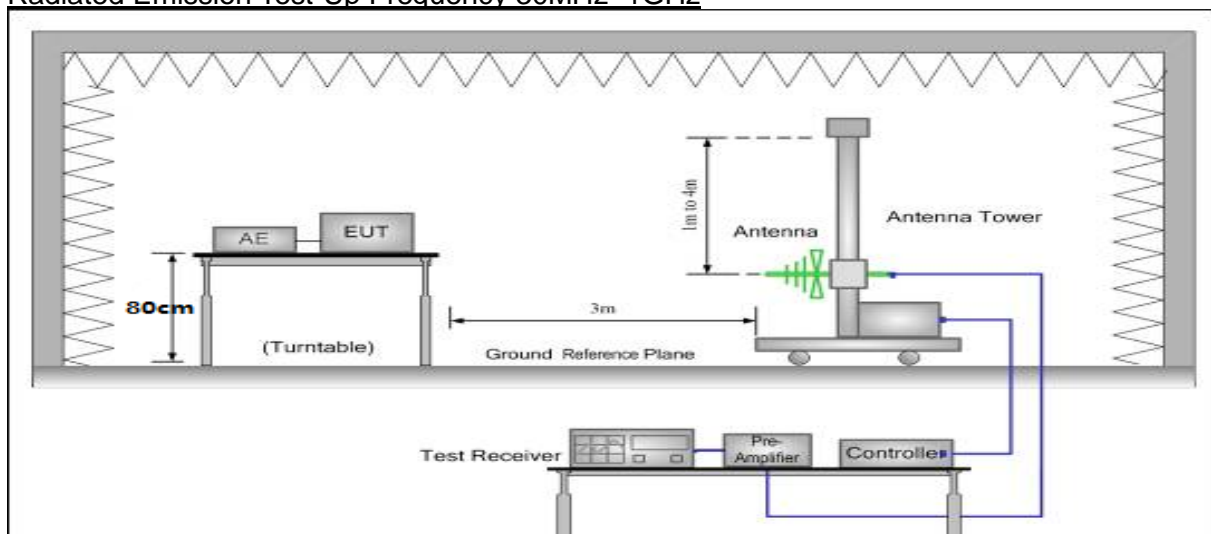 Radiated Emission Test-Up Frequency 30MHz~1GHz
AE
EUT
80cm
(Turntable)
3m
Ground Reference Plane
1m to 4m
Antenna
Antenna Tower
Test Receiver
Pre-
Amplifier
Controller